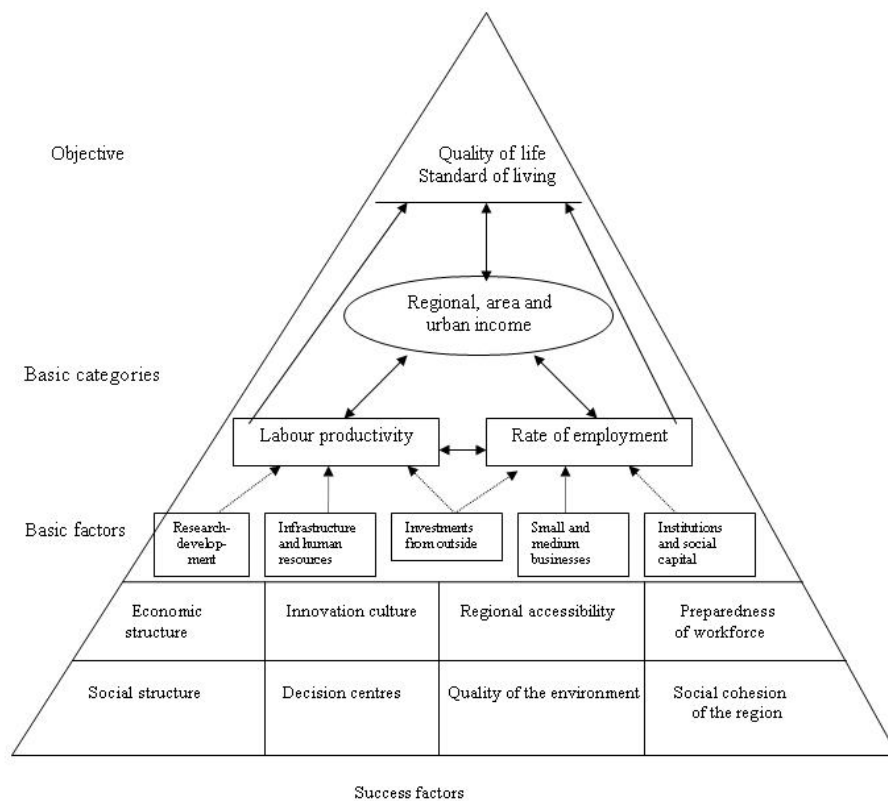 Objective
Quality of life
Standard of living
Regional, area and
urban income
Basic categories
Labour productivity
Rate of employment
Basic factors
Research-
develop-
ment
Infrastructure
and human
resources
Investments
from outside
Small and
medium
businesses
Institutions
and social
capital
Economic
structure
Innovation culture
Regional accessibility
Preparedness
of workforce
Social structure
Decision centres
Quality of the environment
Social cohesion
of the region
Success factors